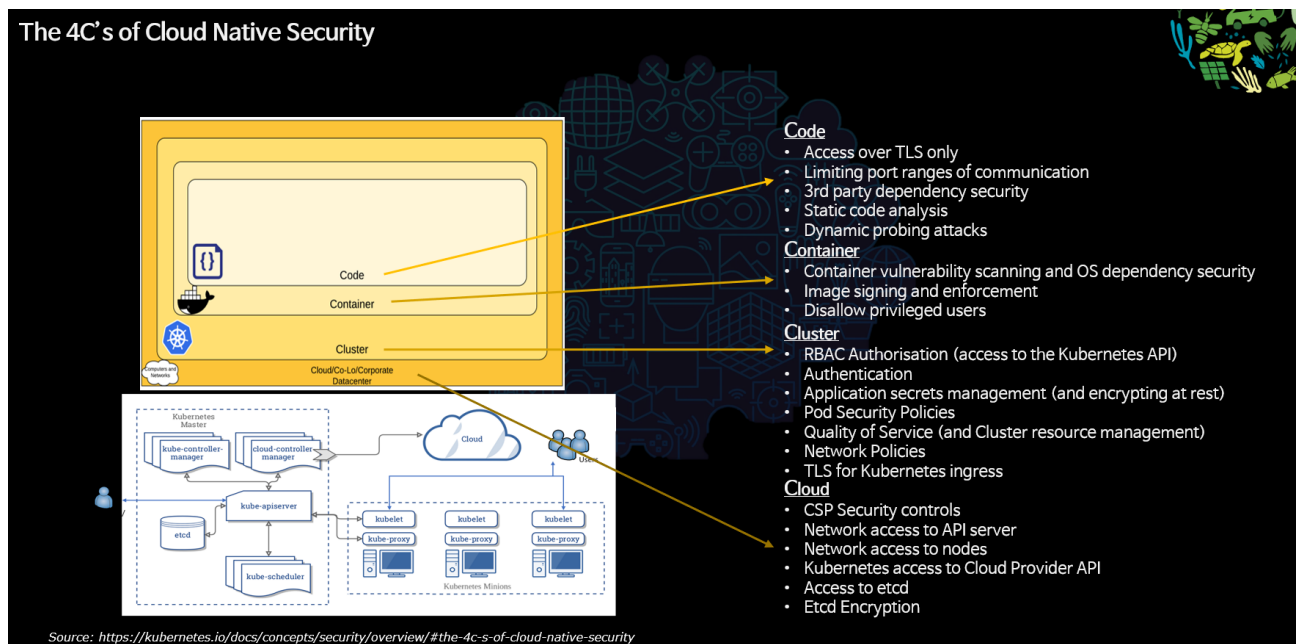 The 4C's of Cloud Native Security
Code
Container
Cluster
Computers and
Networks
Cloud/Co-Lo/Corporate
Datacenter
Kubernetes
Master
kube-controller-
manager
cloud-controller
manager
Cloud
Users
kube-apiserver
etcd
kube-scheduler
kubelet
kubelet
kubelet
kube-proxy
kube-proxy
kube-proxy
Kubernetes Minions
Code
• Access over TLS only
• Limiting port ranges of communication
• 3rd party dependency security
• Static code analysis
• Dynamic probing attacks
Container
• Container vulnerability scanning and OS dependency security
• Image signing and enforcement
• Disallow privileged users
Cluster
• RBAC Authorisation (access to the Kubernetes API)
• Authentication
• Application secrets management (and encrypting at rest)
• Pod Security Policies
• Quality of Service (and Cluster resource management)
• Network Policies
• TLS for Kubernetes ingress
Cloud
• CSP Security controls
• Network access to API server
• Network access to nodes
• Kubernetes access to Cloud Provider API
• Access to etcd
• Etcd Encryption
Source: https://kubernetes.io/docs/concepts/security/overview/#the-4c-s-of-cloud-native-security